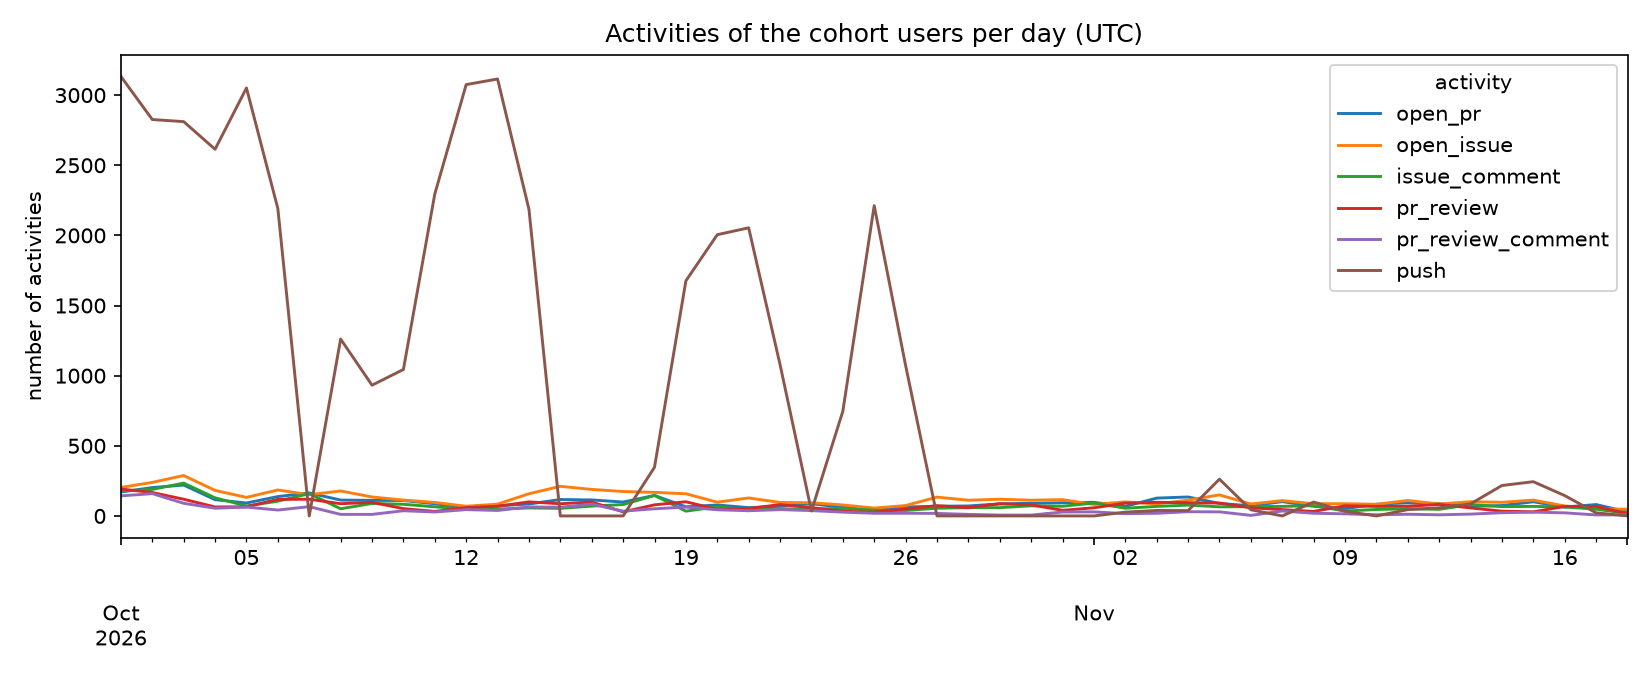 Activities of the cohort users per day (UTC)
number of activities
3000
2500
2000
1500
1000
500
0
activity
open_pr
open_issue
issue_comment
pr_review
pr_review_comment
push
05
12
19
26
02
09
16
Oct
2026
Nov